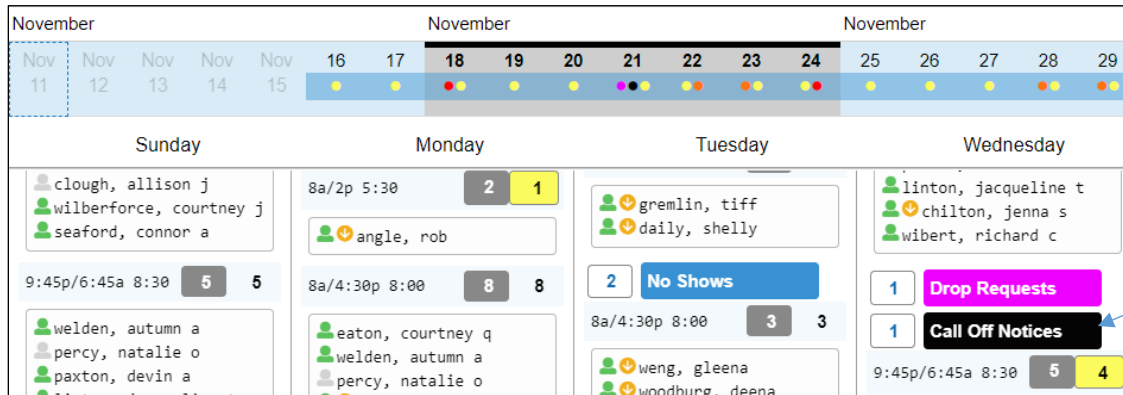 November November November
Nov Nov Nov Nov Nov 16 17 18 19 20 21 22 23 24 25 26 27 28 29
11 12 13 14 15
Sunday Monday Tuesday Wednesday
clough, allison j
wilberforce, courtney j
seaford, connor a
9:45p/6:45a 8:30 5 5
welden, autumn a
percy, natalie o
paxton, devin a
8a/2p 5:30 2 1
angle, rob
8a/4:30p 8:00 8 8
eaton, courtney q
welden, autumn a
percy, natalie o
gremlin, tiff
daily, shelly
2 No Shows
8a/4:30p 8:00 3 3
weng, gleena
woodburg, deena
linton, jacqueline t
chilton, jenna s
wibert, richard c
1 Drop Requests
1 Call Off Notices
9:45p/6:45a 8:30 5 4